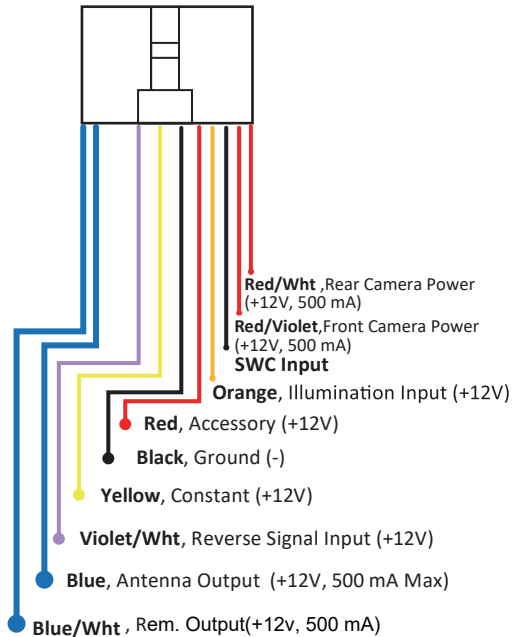 Red/Wht ,Rear Camera Power
(+12V, 500 mA)
Red/Violet,Front Camera Power
(+12V, 500 mA)
SWC Input
Orange, Illumination Input (+12V)
Red, Accessory (+12V)
Black, Ground (-)
Yellow, Constant (+12V)
Violet/Wht, Reverse Signal Input (+12V)
Blue, Antenna Output (+12V, 500 mA Max)
Blue/Wht , Rem. Output(+12v, 500 mA)